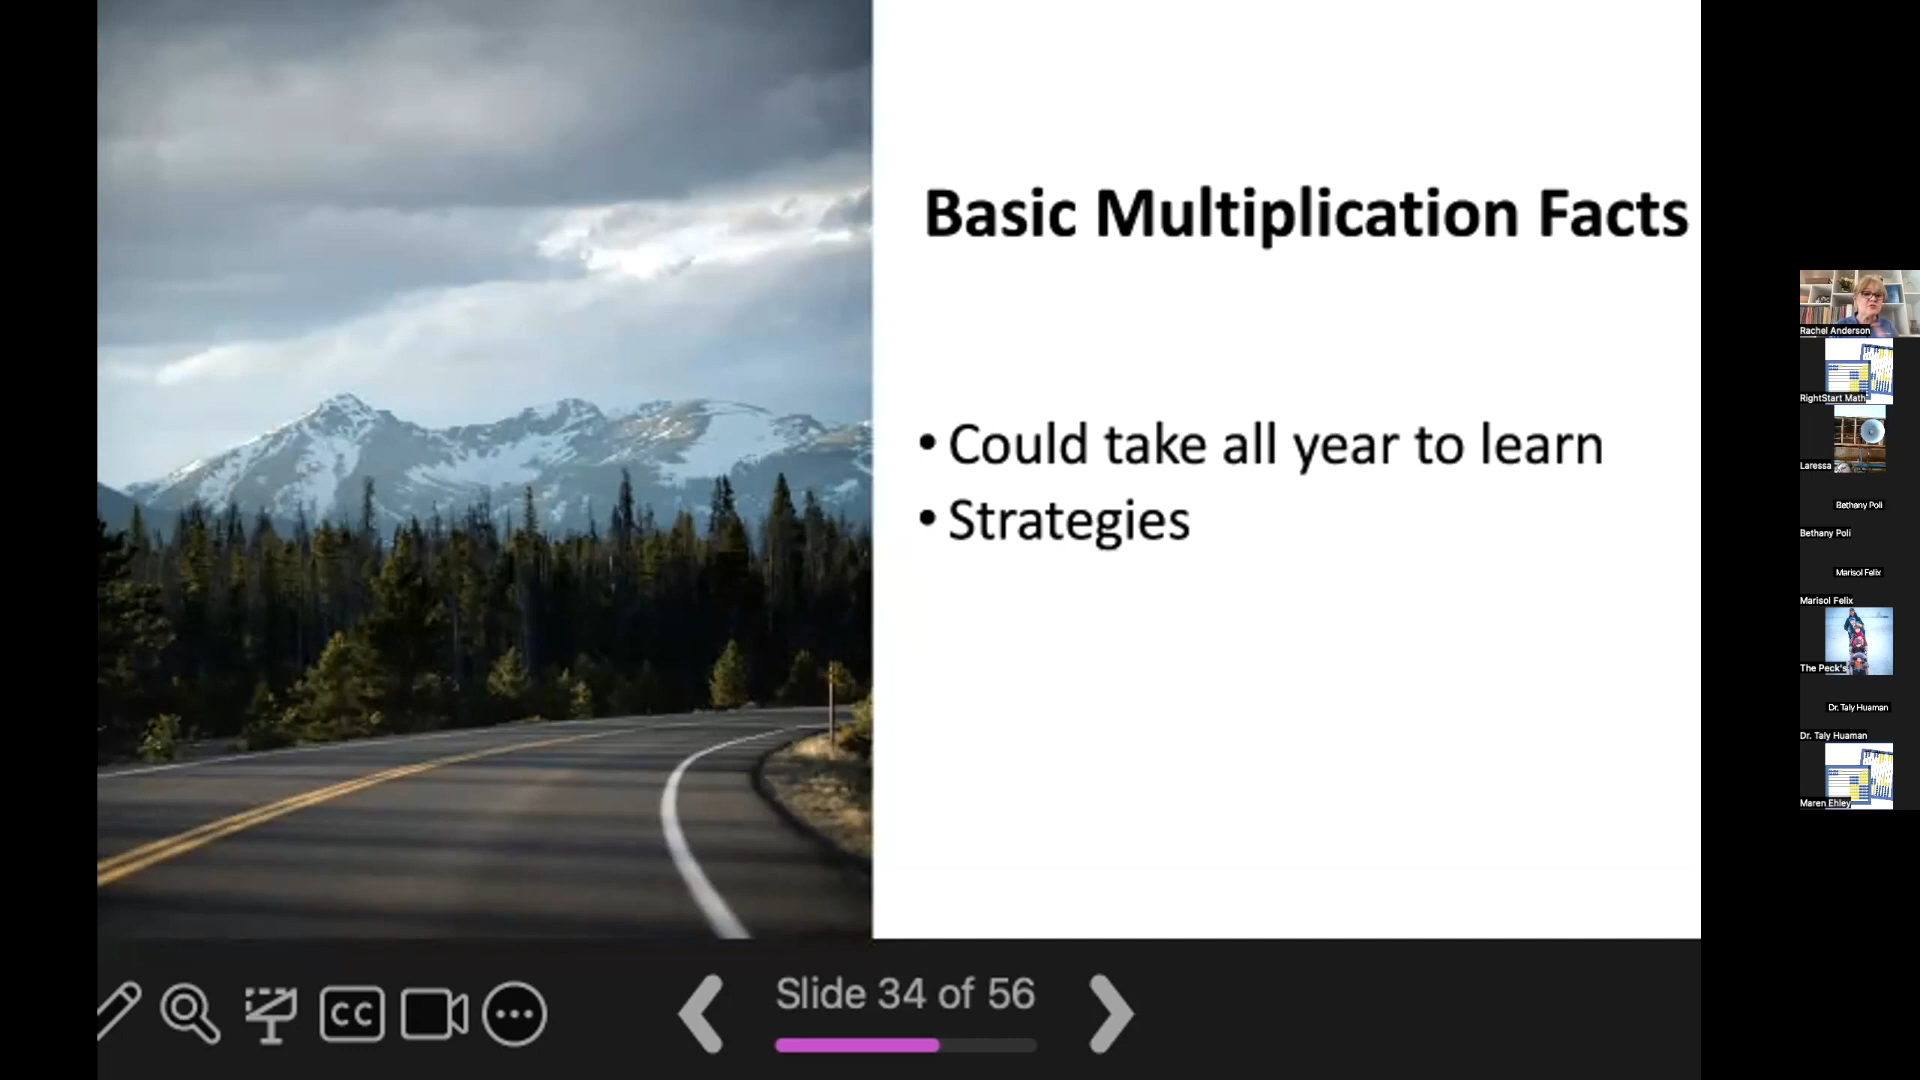 Basic Multiplication Facts
• Could take all year to learn
• Strategies
CC
Slide 34 of 56
Rachel Anderson
RightStart Math
Laressa
Bethany Poli
Bethany Poli
Marisol Felix
Marisol Felix
The Peck's
Dr. Taly Huaman
Dr. Taly Huaman
Maren Ehley